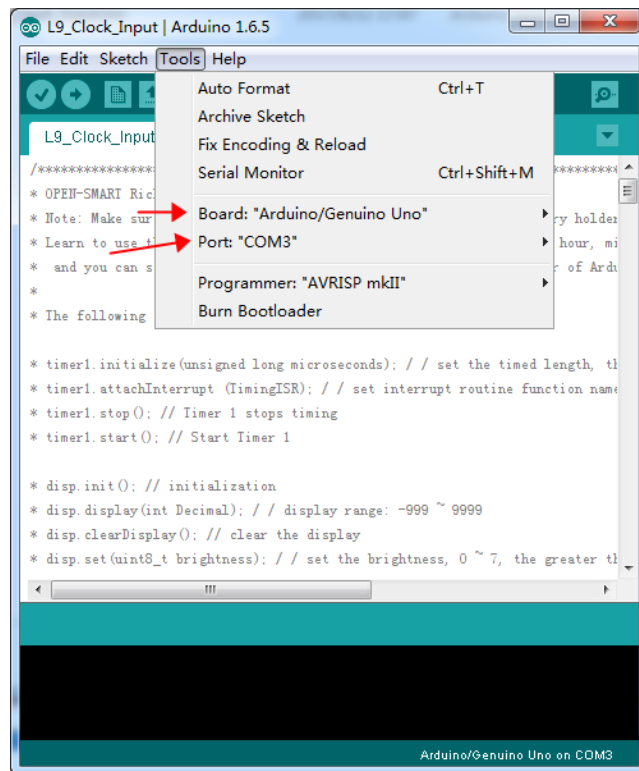 L9_Clock_Input | Arduino 1.6.5
File Edit Sketch Tools Help
Auto Format Ctrl+T
Archive Sketch
Fix Encoding & Reload
Serial Monitor Ctrl+Shift+M
Board: "Arduino/Genuino Uno"
Port: "COM3"
Programmer: "AVRISP mkII"
Burn Bootloader
L9_Clock_Input
/***************
* OPEN-SMART
* Note: Make holder
* Learn to use hour,
* and you can of
*
* The following
* timer1.initialize(unsigned long microseconds); / / set the timed length,
* timer1.attachInterrupt (TimingISR); / / set interrupt routine function name
* timer1.stop(); // Timer 1 stops timing
* timer1.start(); // Start Timer 1
* disp.init(); // initialization
* disp.display(int Decimal); / / display range: -999 ~ 9999
* disp.clearDisplay(); // clear the display
* disp.set(uint8_t brightness); / / set the brightness, 0 ~ 7, the greater
Arduino/Genuino Uno on COM3